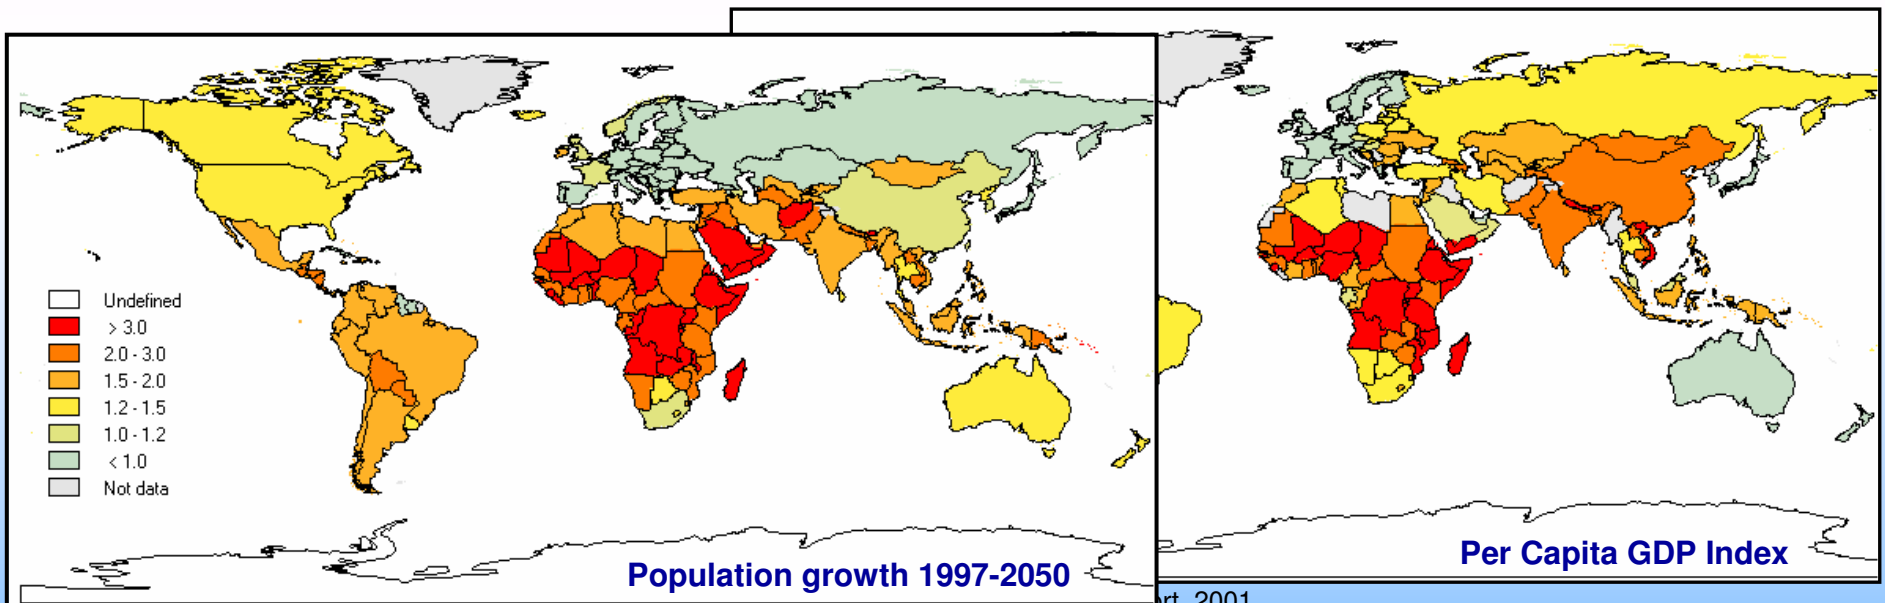 Undefined
> 3.0
2.0 - 3.0
1.5 - 2.0
1.2 - 1.5
1.0 - 1.2
< 1.0
Not data
Population growth 1997-2050
Per Capita GDP Index
2001